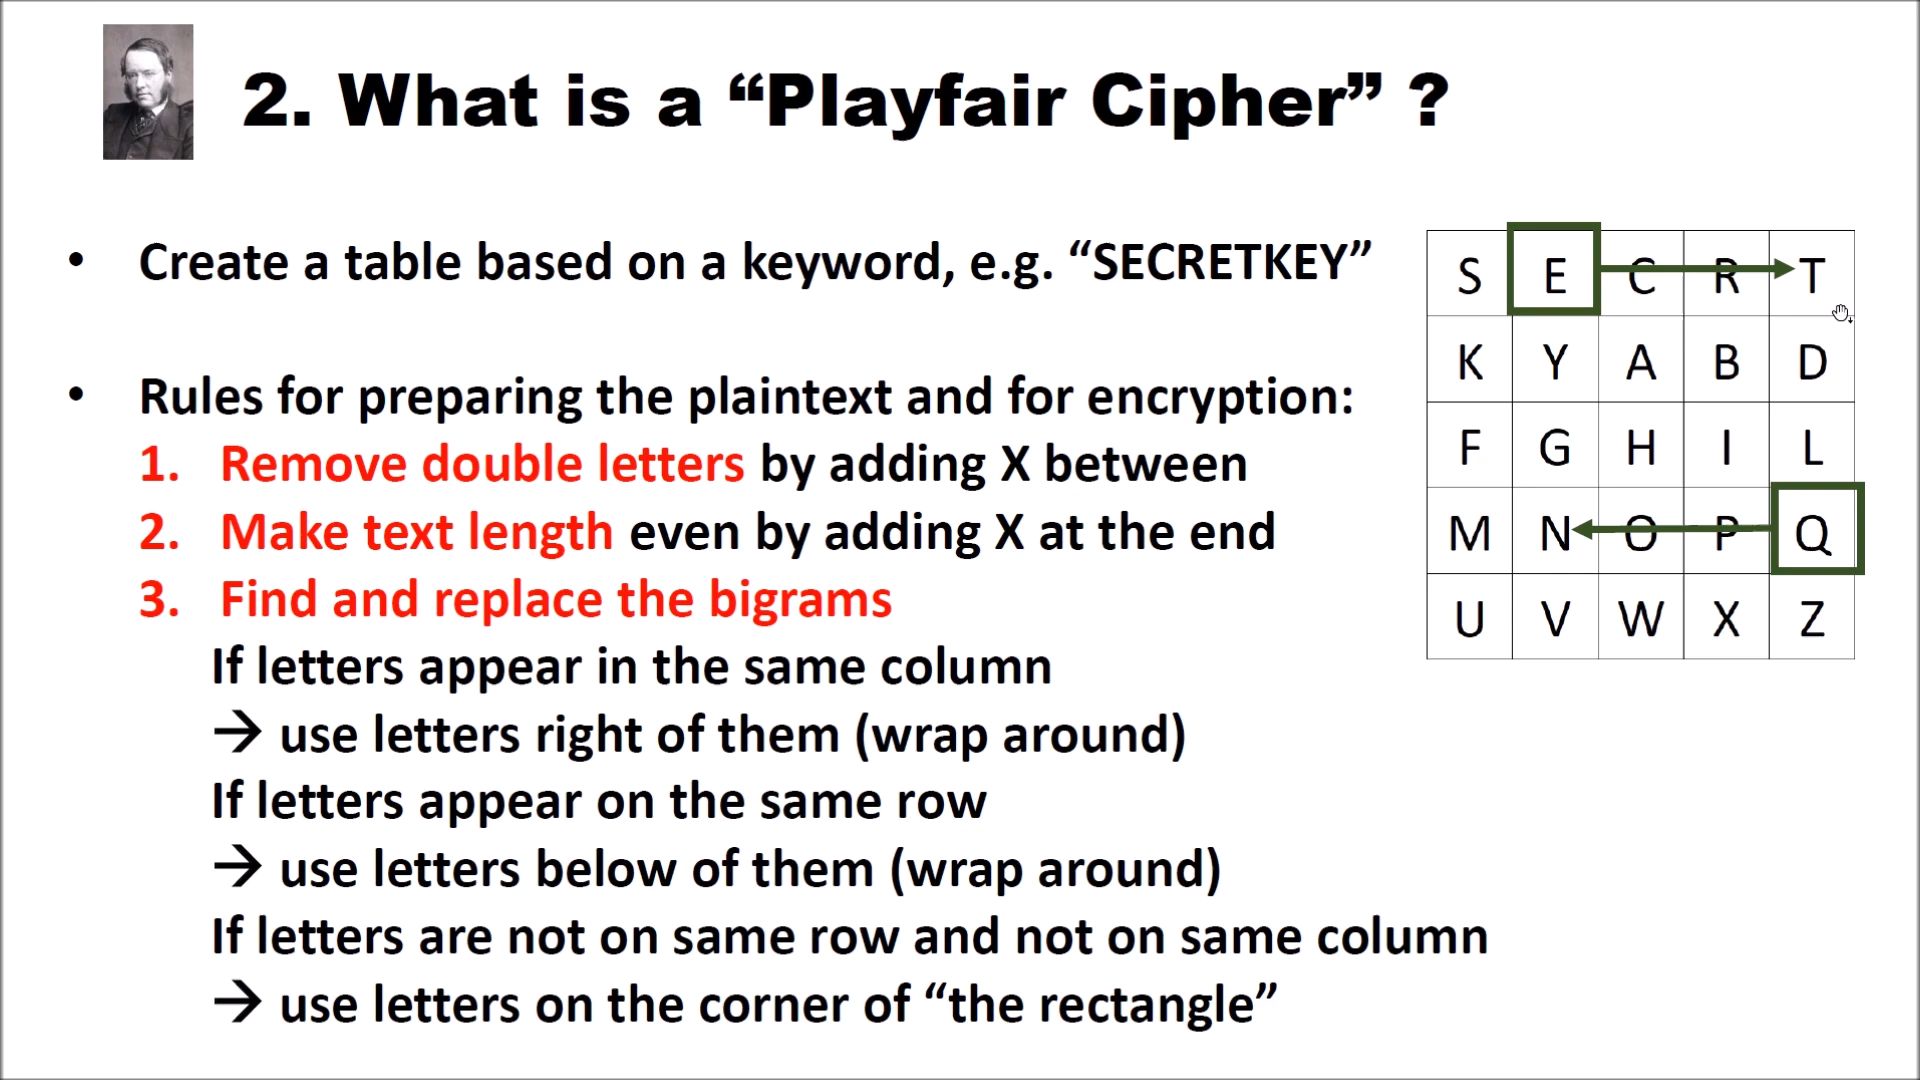 2. What is a “Playfair Cipher” ?
• Create a table based on a keyword, e.g. “SECRETKEY”
• Rules for preparing the plaintext and for encryption:
1. Remove double letters by adding X between
2. Make text length even by adding X at the end
3. Find and replace the bigrams
If letters appear in the same column
→ use letters right of them (wrap around)
If letters appear on the same row
→ use letters below of them (wrap around)
If letters are not on same row and not on same column
→ use letters on the corner of “the rectangle”
S E C R T
K Y A B D
F G H I L
M N O P Q
U V W X Z